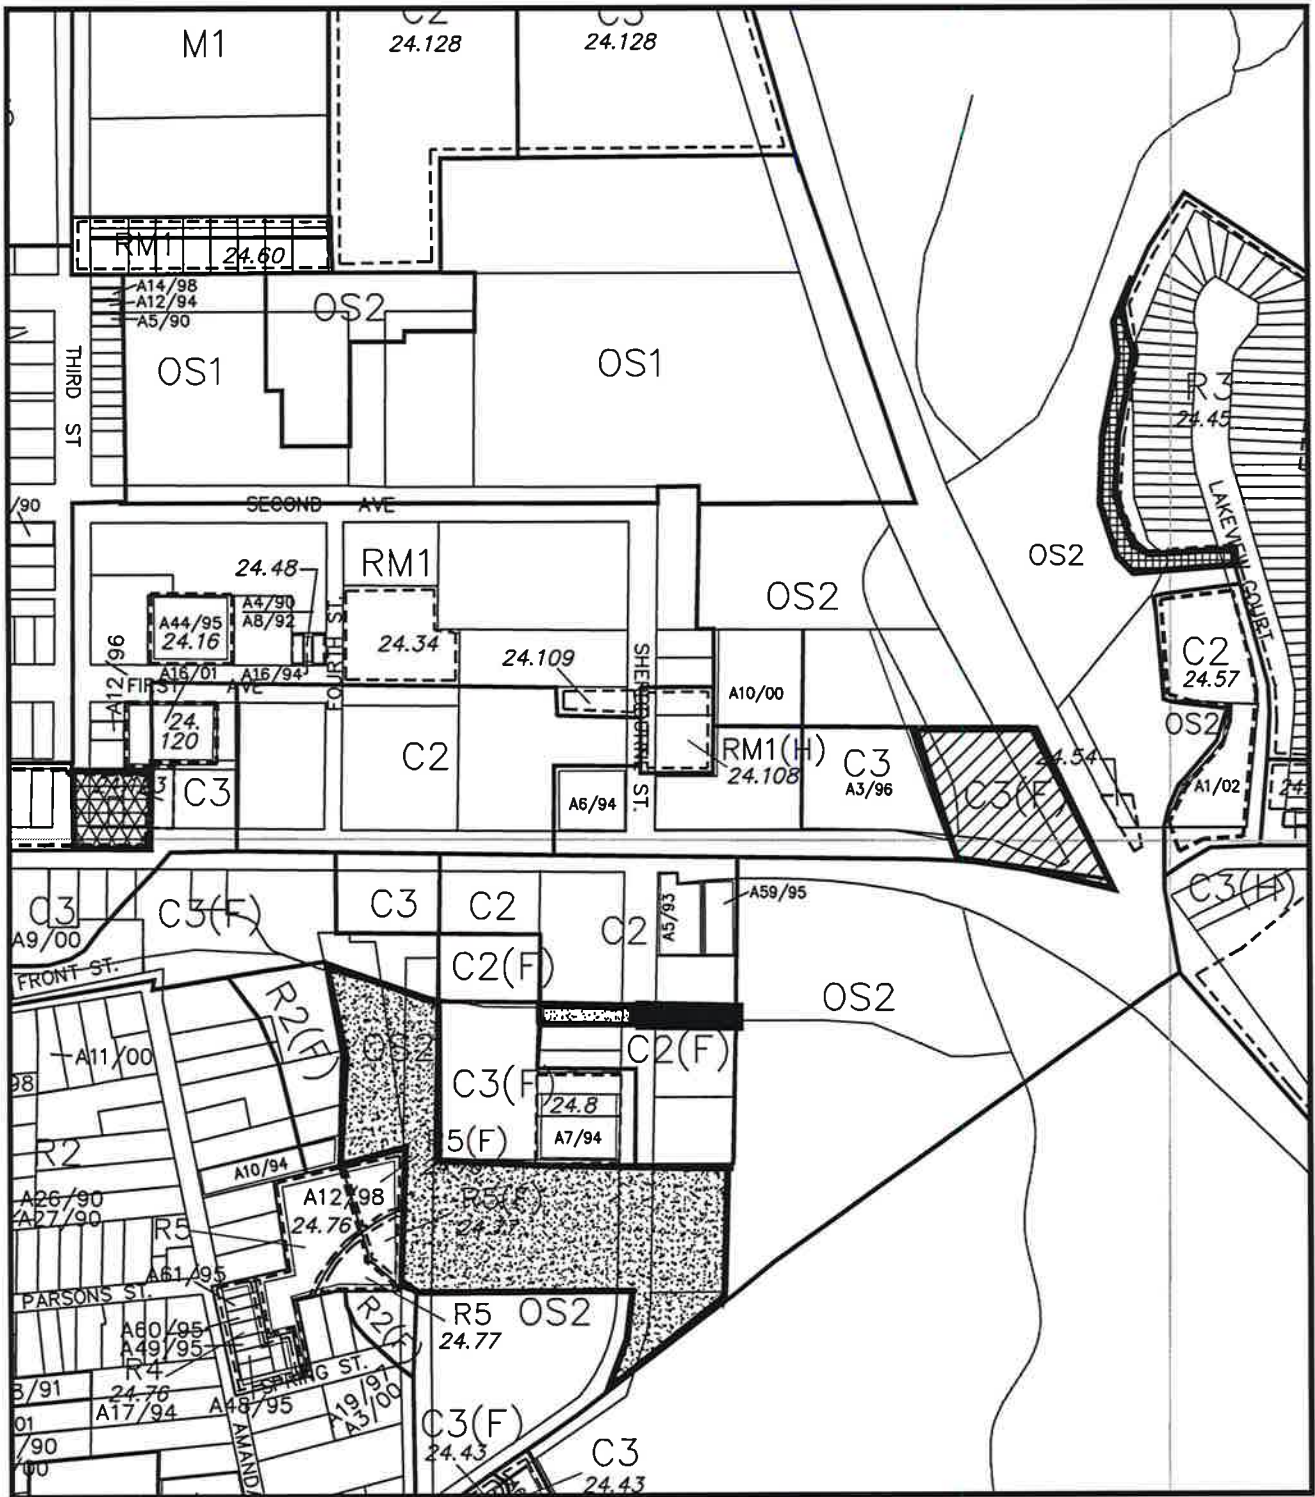 M1
C2
24.128
C3
24.128
RM1
24.60
A14/98
A12/94
A5/90
OS2
OS1
OS1
THIRD ST
R3
24.45
LAKEVIEW COURT
/90
SECOND AVE
24.48
RM1
OS2
OS2
A4/90
A8/92
A44/95
24.16
24.34
24.109
FOURTH ST.
SHERBOURNE ST.
C2
24.57
A12/96
A16/01
A16/94
FIRST AVE
A10/00
24.
120
C2
RM1(H)
24.108
C3
A3/96
OS2
24.54
C3
A6/94
C3(F)
A1/02
C3
A9/00
C3(F)
C3
C2
C2
A5/93
A59/95
C3(H)
FRONT ST.
C2(F)
R2(F)
OS2
OS2
C2(F)
A11/00
98
C3(F)
24.8
A7/94
R2
5(F)
A10/94
A26/90
A27/90
A12/98
24.76
R5(F)
24.77
R5
A61/95
PARSONS ST.
R2(F)
R5
24.77
OS2
A60/95
A49/95
R4
24.76
A17/94
SPRING ST.
A48/95
A19/97
A3/00
8/91
01
/90
/00
AMANDA
C3(F)
24.43
C3
24.43